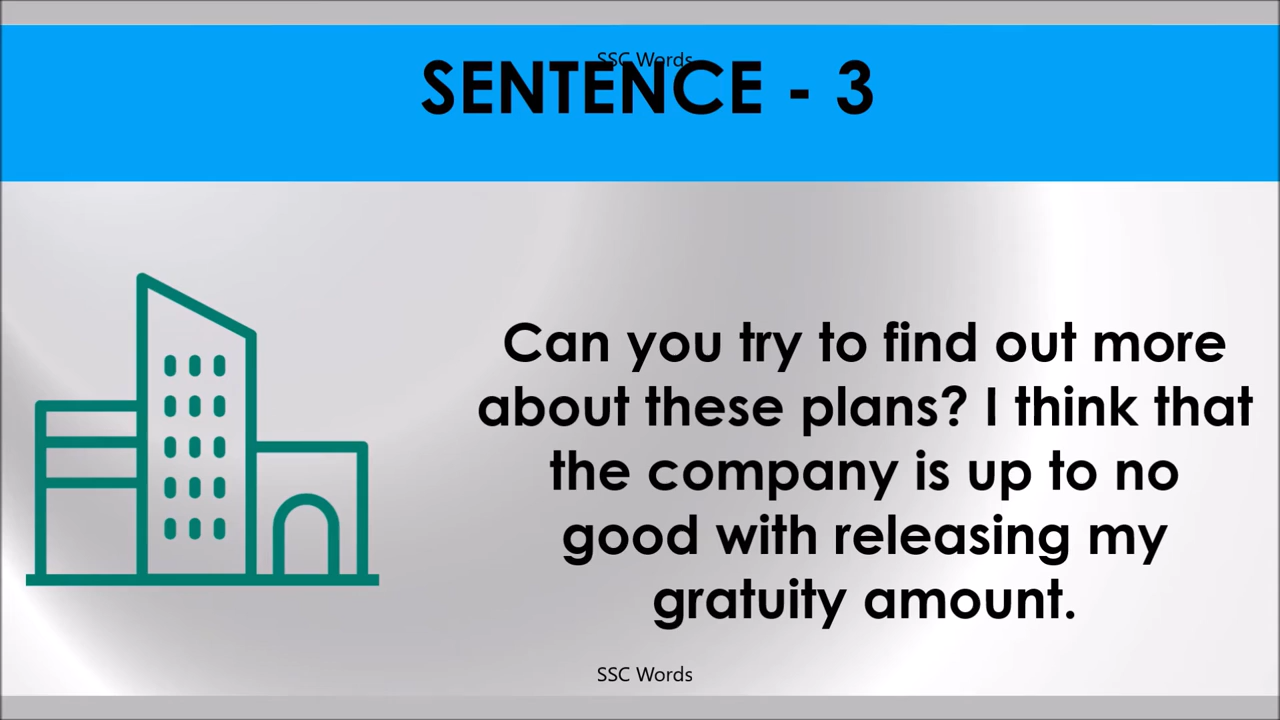 SSC Words
SENTENCE - 3
Can you try to find out more
about these plans? I think that
the company is up to no
good with releasing my
gratuity amount.
SSC Words